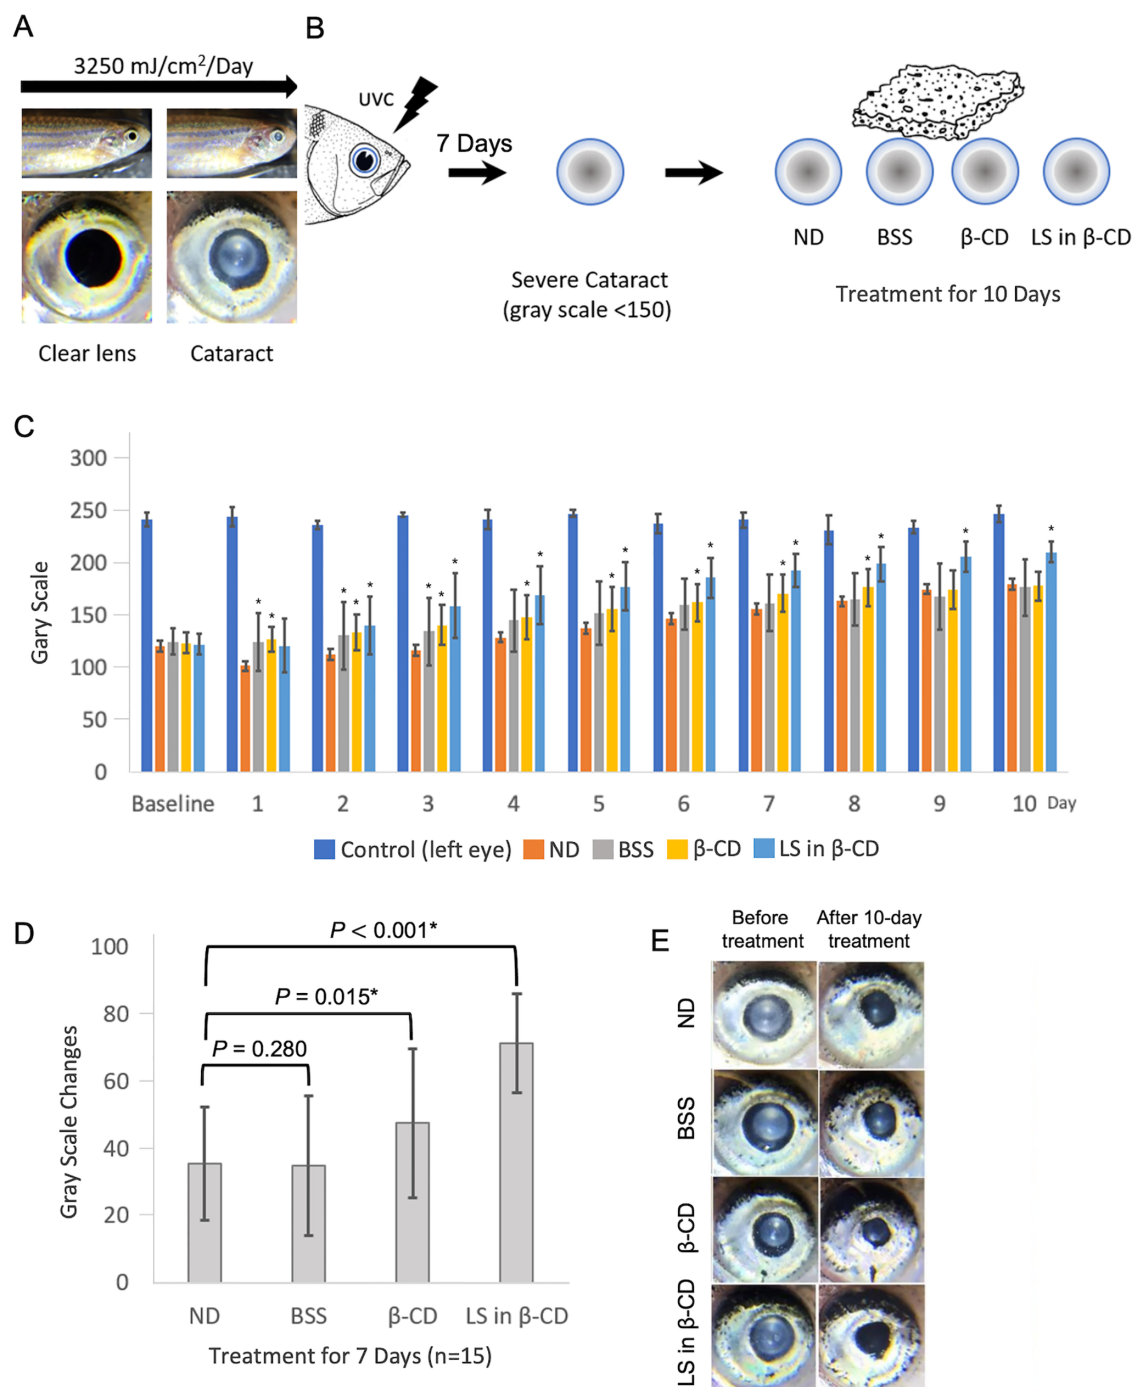 A
3250 mJ/cm²/Day
Clear lens
Cataract
B
UVC
7 Days
Severe Cataract
(gray scale <150)
ND
BSS
β-CD
LS in β-CD
Treatment for 10 Days
C
Gary Scale
300
250
200
150
100
50
0
Baseline 1 2 3 4 5 6 7 8 9 10 Day
* * * * * * * * * * * * * * * * * * * * *
Control (left eye) ND BSS β-CD LS in β-CD
D
Gray Scale Changes
100
80
60
40
20
0
P < 0.001*
P = 0.015*
P = 0.280
ND BSS β-CD LS in β-CD
Treatment for 7 Days (n=15)
E
Before
treatment
After 10-day
treatment
ND
BSS
β-CD
LS in β-CD